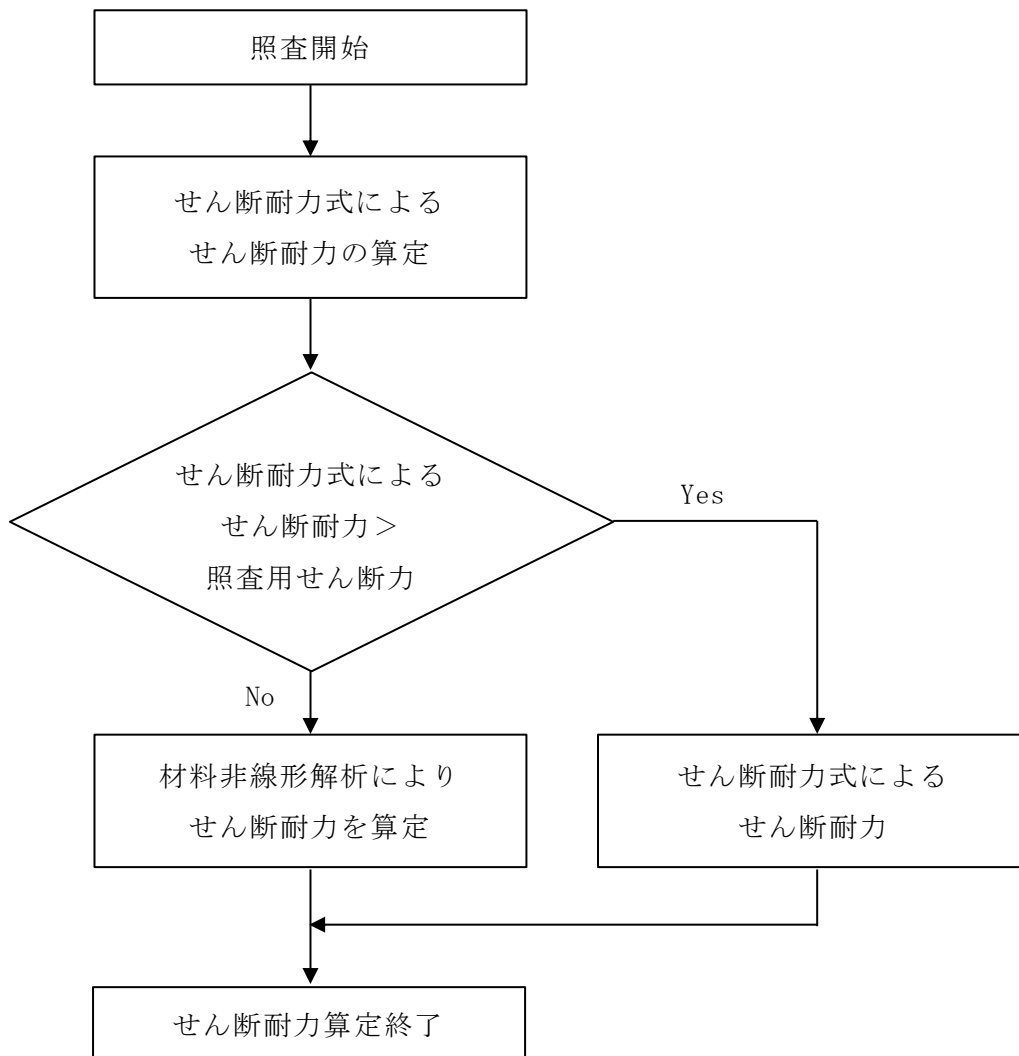 照査開始
せん断耐力式による
せん断耐力の算定
せん断耐力式による
せん断耐力＞
照査用せん断力
Yes
No
材料非線形解析により
せん断耐力を算定
せん断耐力式による
せん断耐力
せん断耐力算定終了